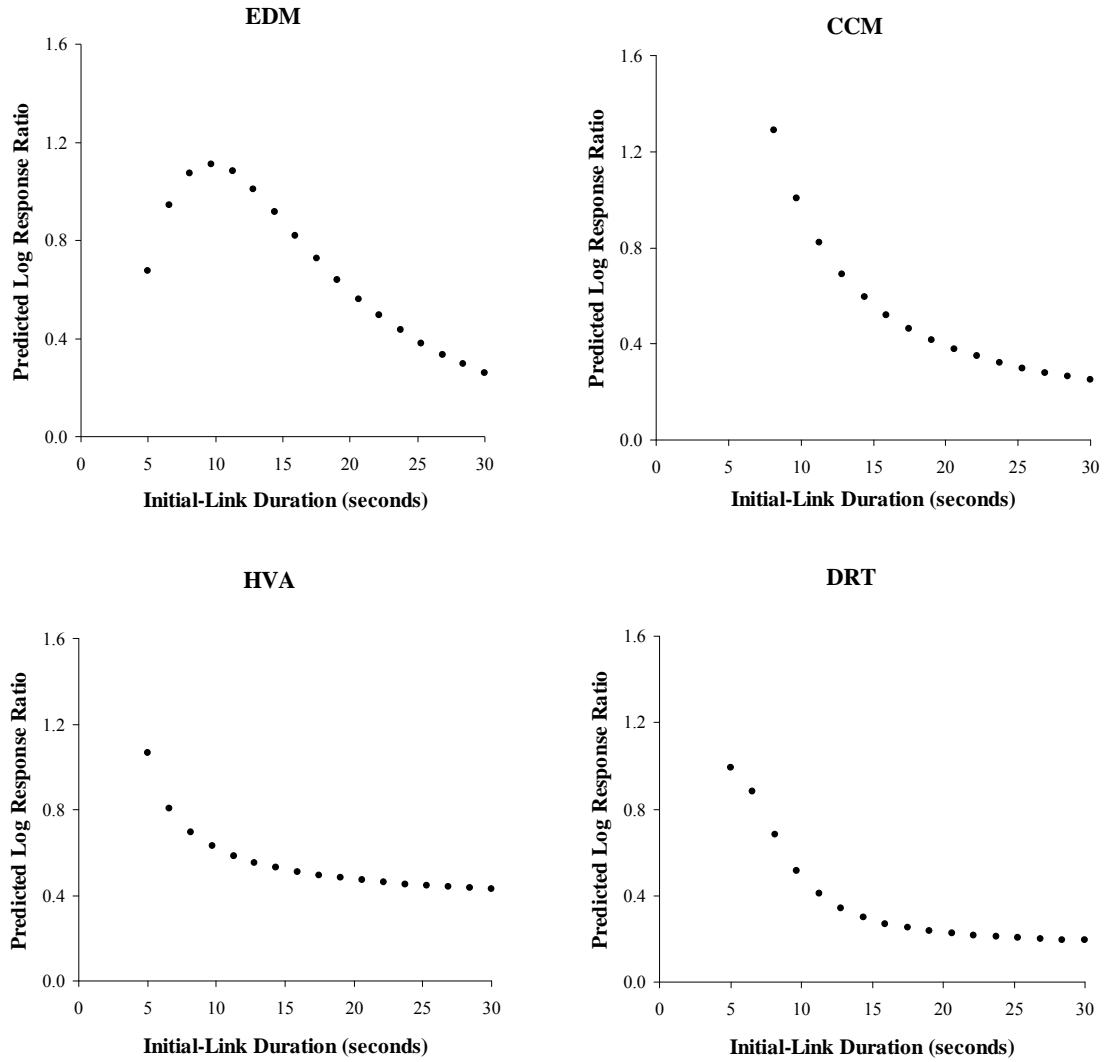 EDM
1.6
1.2
0.8
0.4
0.0
0 5 10 15 20 25 30
Predicted Log Response Ratio
Initial-Link Duration (seconds)
CCM
1.6
1.2
0.8
0.4
0.0
0 5 10 15 20 25 30
Predicted Log Response Ratio
Initial-Link Duration (seconds)
HVA
1.6
1.2
0.8
0.4
0.0
0 5 10 15 20 25 30
Predicted Log Response Ratio
Initial-Link Duration (seconds)
DRT
1.6
1.2
0.8
0.4
0.0
0 5 10 15 20 25 30
Predicted Log Response Ratio
Initial-Link Duration (seconds)